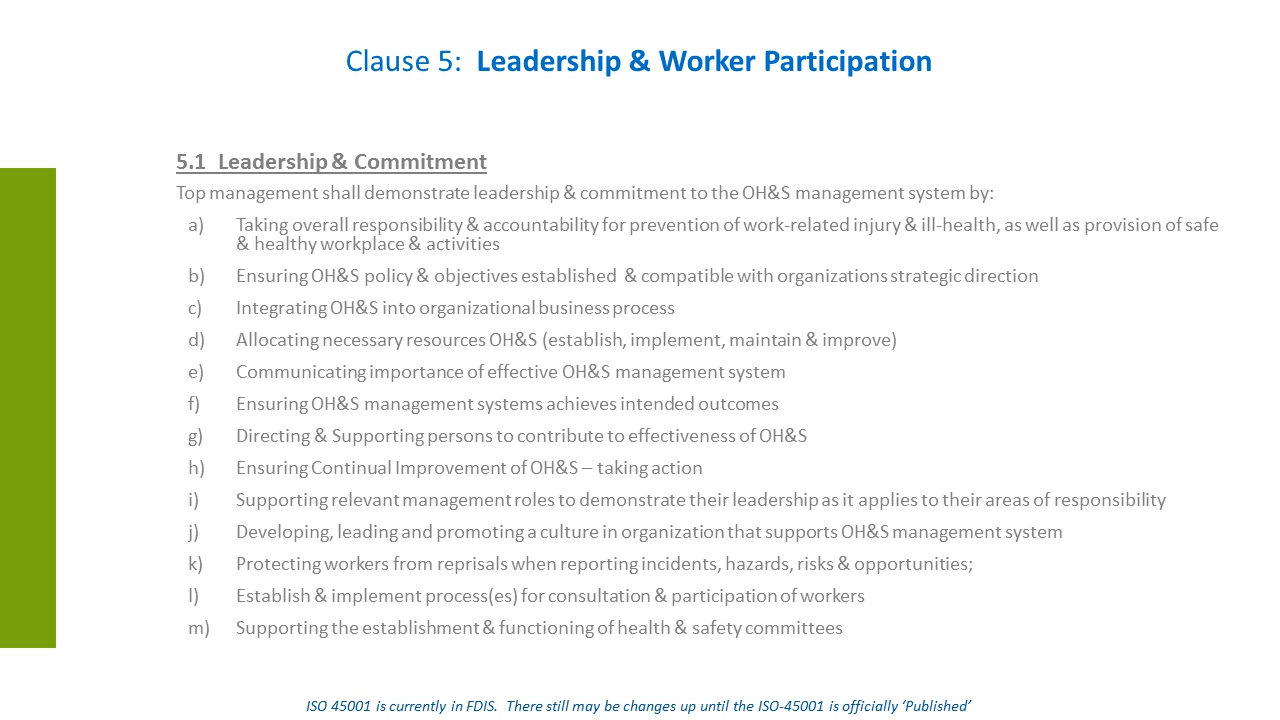 Clause 5: Leadership & Worker Participation
5.1 Leadership & Commitment
Top management shall demonstrate leadership & commitment to the OH&S management system by:
a) Taking overall responsibility & accountability for prevention of work-related injury & ill-health, as well as provision of safe
& healthy workplace & activities
b) Ensuring OH&S policy & objectives established & compatible with organizations strategic direction
c) Integrating OH&S into organizational business process
d) Allocating necessary resources OH&S (establish, implement, maintain & improve)
e) Communicating importance of effective OH&S management system
f) Ensuring OH&S management systems achieves intended outcomes
g) Directing & Supporting persons to contribute to effectiveness of OH&S
h) Ensuring Continual Improvement of OH&S – taking action
i) Supporting relevant management roles to demonstrate their leadership as it applies to their areas of responsibility
j) Developing, leading and promoting a culture in organization that supports OH&S management system
k) Protecting workers from reprisals when reporting incidents, hazards, risks & opportunities;
l) Establish & implement process(es) for consultation & participation of workers
m) Supporting the establishment & functioning of health & safety committees
ISO 45001 is currently in FDIS. There still may be changes up until the ISO-45001 is officially ‘Published’